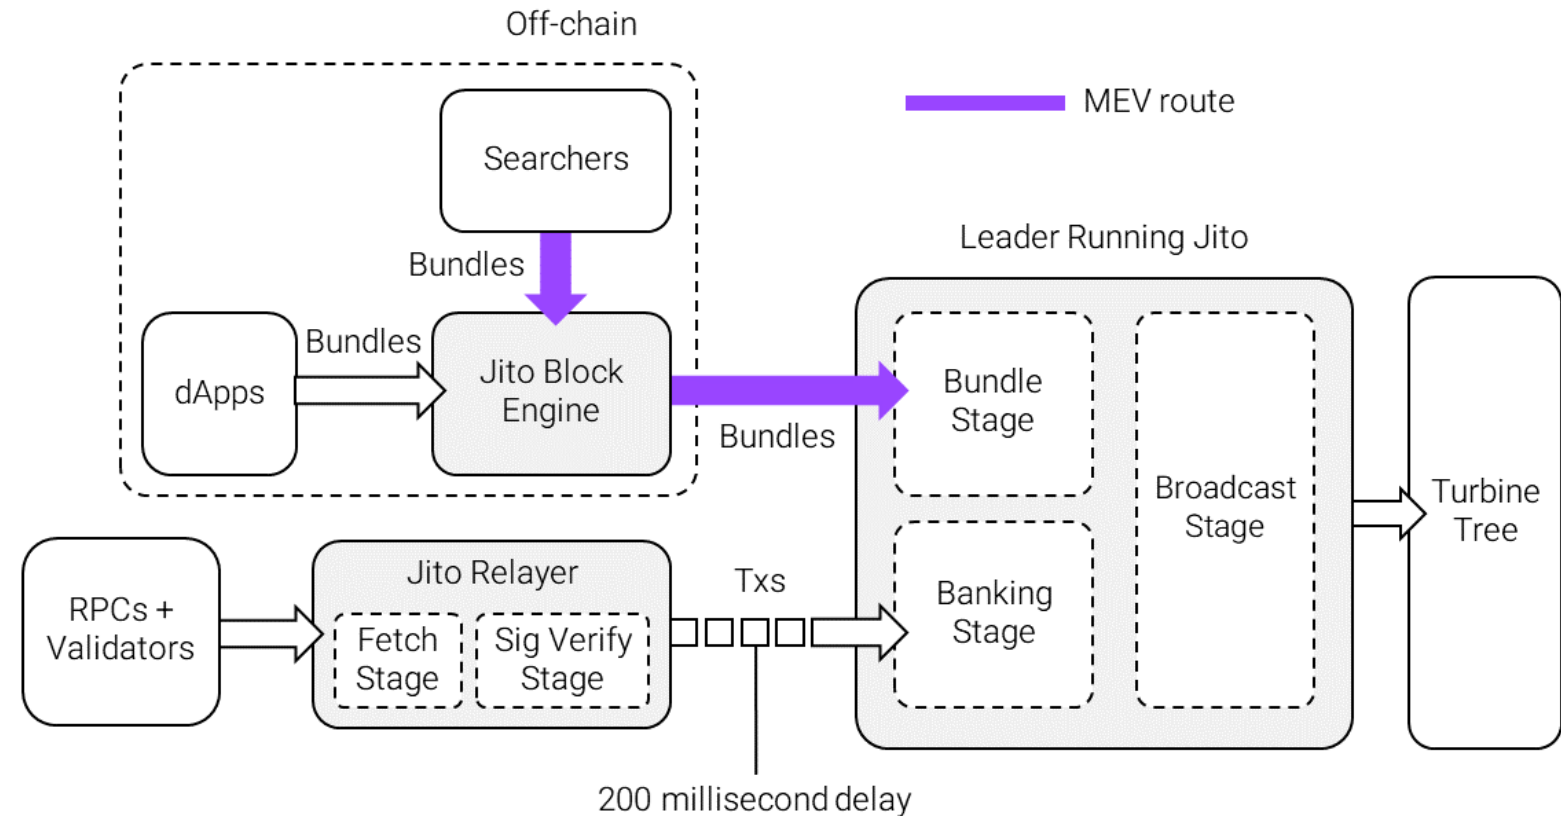 Off-chain
MEV route
Searchers
Bundles
Leader Running Jito
dApps
Bundles
Jito Block
Engine
Bundles
Bundle
Stage
Broadcast
Stage
Turbine
Tree
RPCs +
Validators
Jito Relayer
Fetch
Stage
Sig Verify
Stage
Txs
Banking
Stage
200 millisecond delay